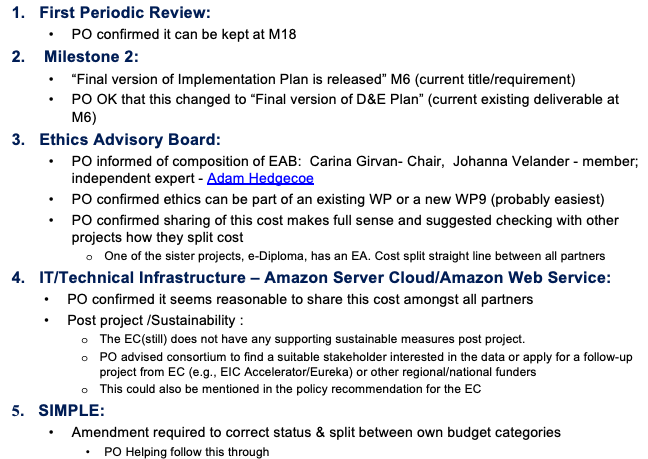 1. First Periodic Review:
• PO confirmed it can be kept at M18
2. Milestone 2:
• “Final version of Implementation Plan is released” M6 (current title/requirement)
• PO OK that this changed to “Final version of D&E Plan” (current existing deliverable at
M6)
3. Ethics Advisory Board:
• PO informed of composition of EAB: Carina Girvan- Chair, Johanna Velander - member;
independent expert - Adam Hedgecoe
• PO confirmed ethics can be part of an existing WP or a new WP9 (probably easiest)
• PO confirmed sharing of this cost makes full sense and suggested checking with other
projects how they split cost
o One of the sister projects, e-Diploma, has an EA. Cost split straight line between all partners
4. IT/Technical Infrastructure – Amazon Server Cloud/Amazon Web Service:
• PO confirmed it seems reasonable to share this cost amongst all partners
• Post project /Sustainability :
o The EC(still) does not have any supporting sustainable measures post project.
o PO advised consortium to find a suitable stakeholder interested in the data or apply for a follow-up
project from EC (e.g., EIC Accelerator/Eureka) or other regional/national funders
o This could also be mentioned in the policy recommendation for the EC
5. SIMPLE:
• Amendment required to correct status & split between own budget categories
• PO Helping follow this through